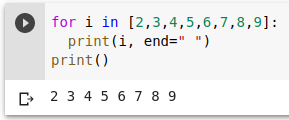 for i in [2,3,4,5,6,7,8,9]:
  print(i, end=" ")
print()
2 3 4 5 6 7 8 9